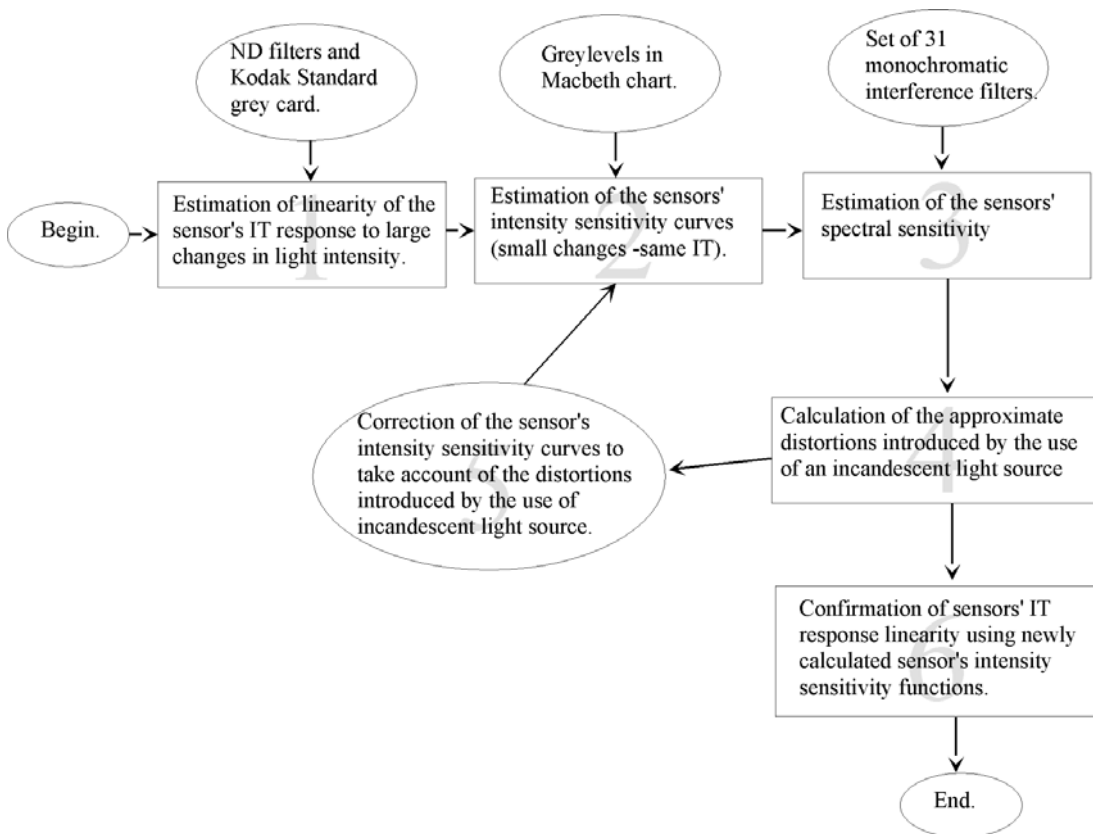 ND filters and
Kodak Standard
grey card.
Greylevels in
Macbeth chart.
Set of 31
monochromatic
interference filters.
Begin.
1
Estimation of linearity of the
sensor's IT response to large
changes in light intensity.
2
Estimation of the sensors'
intensity sensitivity curves
(small changes -same IT).
3
Estimation of the sensors'
spectral sensitivity
4
Calculation of the approximate
distortions introduced by the use
of an incandescent light source
5
Correction of the sensor's
intensity sensitivity curves to
take account of the distortions
introduced by the use of
incandescent light source.
6
Confirmation of sensors' IT
response linearity using newly
calculated sensor's intensity
sensitivity functions.
End.